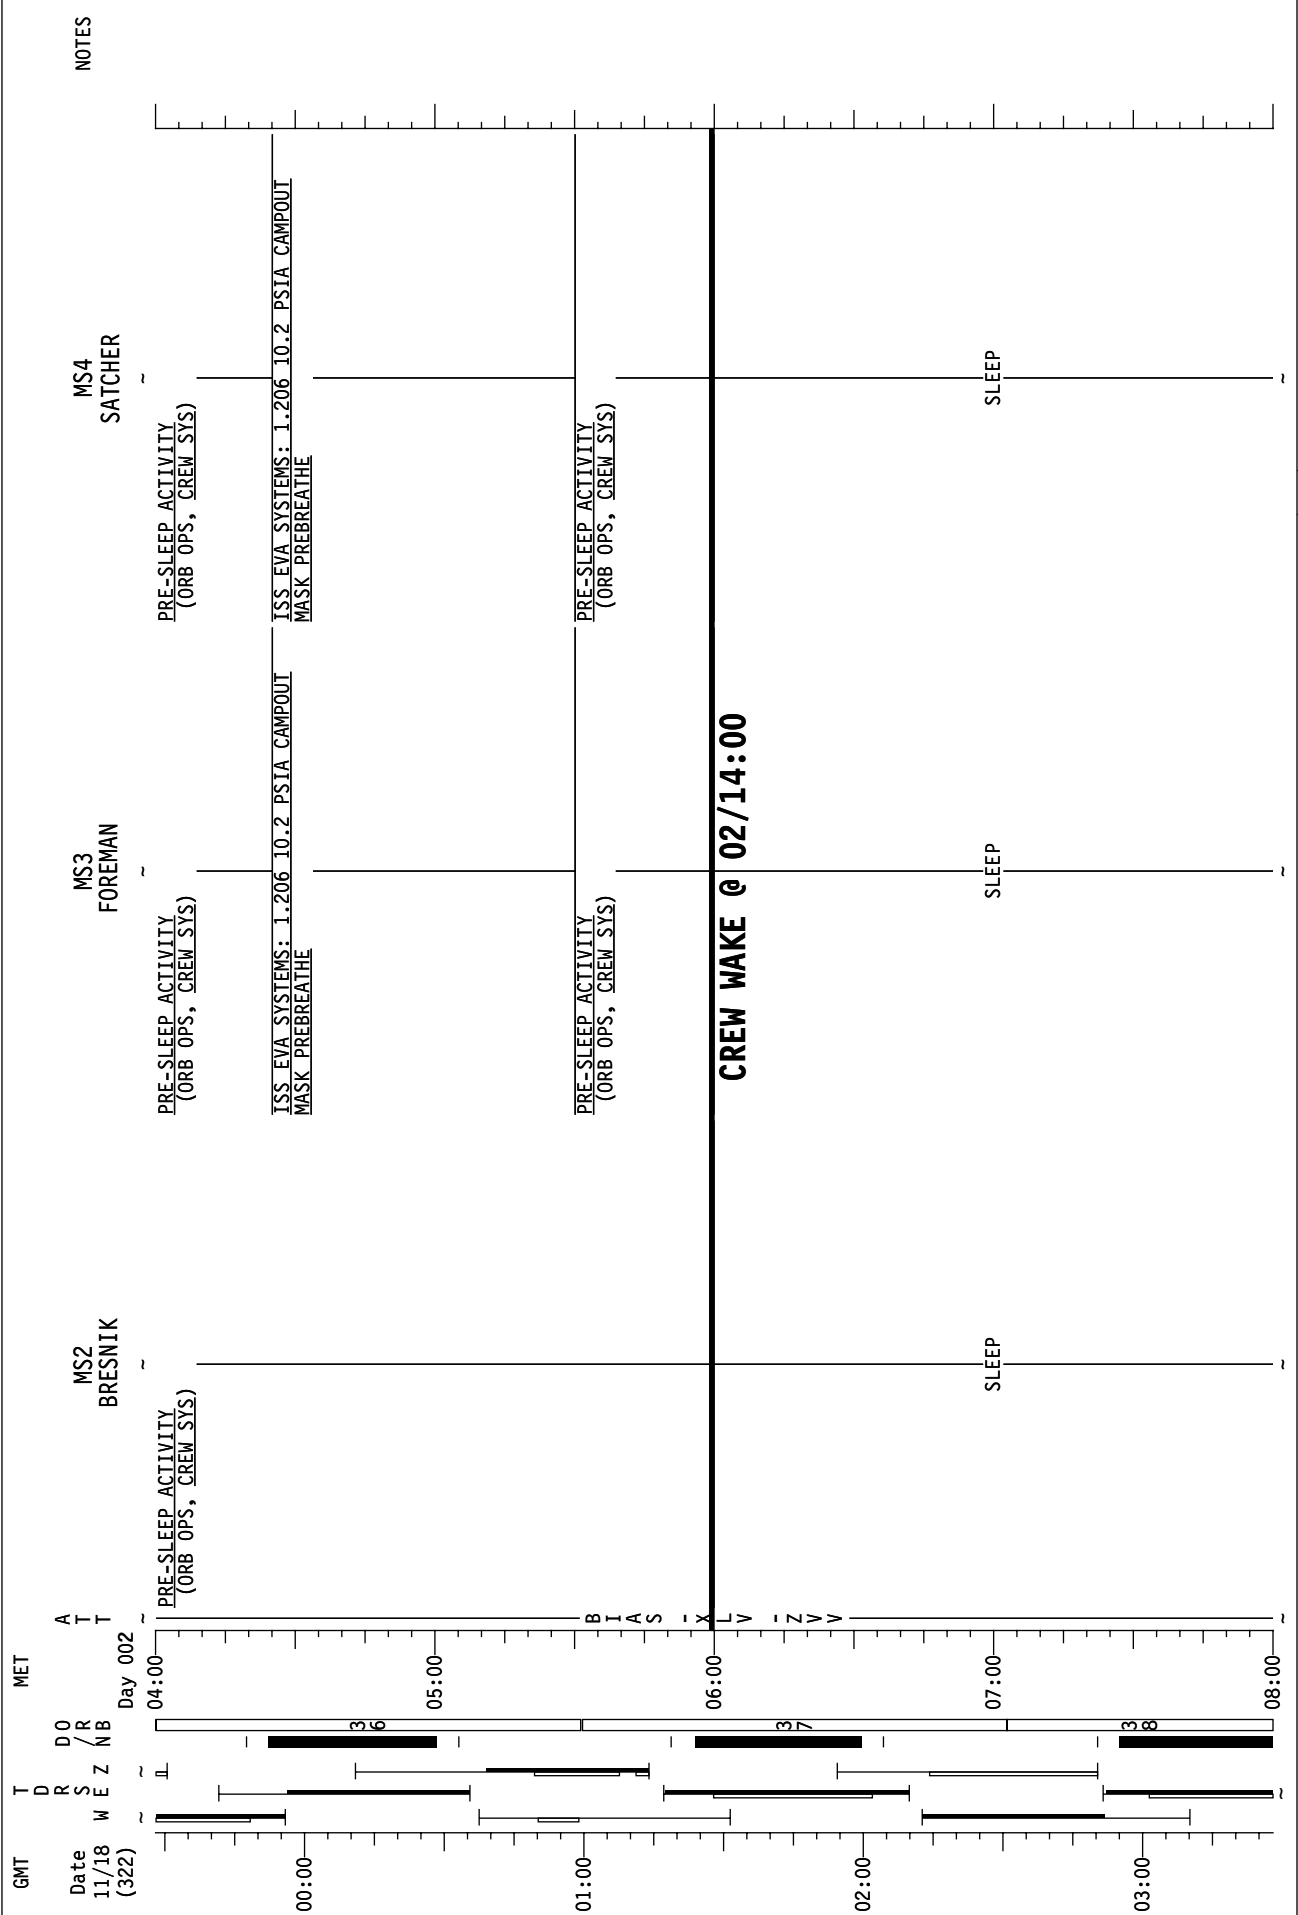 GMT
Date
11/18
(322)
00:00
01:00
02:00
03:00
T
D
R
S
W E Z
DO
/R
NB
36
37
38
MET
Day 002
04:00
05:00
06:00
07:00
08:00
A
T
T
~
BIAS -XLV -ZVV
~
MS2
BRESNIK
~
PRE-SLEEP ACTIVITY
(ORB OPS, CREW SYS)
SLEEP
~
MS3
FOREMAN
~
PRE-SLEEP ACTIVITY
(ORB OPS, CREW SYS)
ISS EVA SYSTEMS: 1.206 10.2 PSIA CAMPOUT
MASK PREBREATHE
PRE-SLEEP ACTIVITY
(ORB OPS, CREW SYS)
CREW WAKE @ 02/14:00
SLEEP
~
MS4
SATCHER
~
PRE-SLEEP ACTIVITY
(ORB OPS, CREW SYS)
ISS EVA SYSTEMS: 1.206 10.2 PSIA CAMPOUT
MASK PREBREATHE
PRE-SLEEP ACTIVITY
(ORB OPS, CREW SYS)
SLEEP
~
NOTES